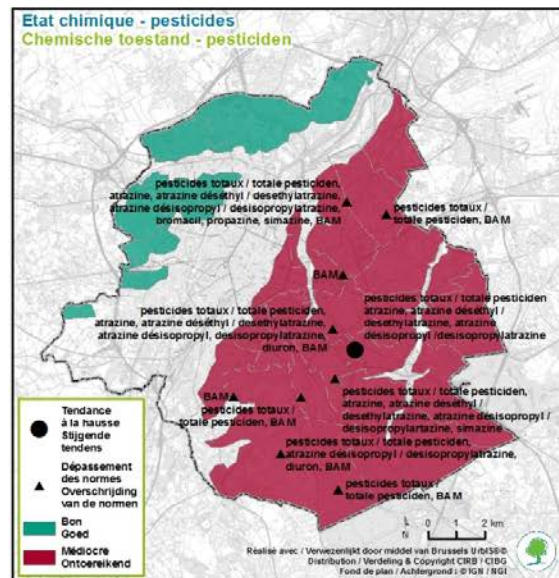 Etat chimique - pesticides
Chemische toestand - pesticiden
pesticides totaux / totale pesticiden,
atrazine, atrazine déséthyl / desethylatrazine,
atrazine désisopropyl / desisopropylatrazine,
bromacil, propazine, simazine, BAM
pesticides totaux /
totale pesticiden, BAM
BAM
pesticides totaux / totale pesticiden,
atrazine, atrazine déséthyl / desethylatrazine,
atrazine désisopropyl, desisopropylatrazine,
diuron, BAM
pesticides totaux / totale pesticiden
atrazine, atrazine déséthyl /
desethylatrazine, atrazine
désisopropyl /desisopropylatrazine
BAM
pesticides totaux /
totale pesticiden, BAM
pesticides totaux / totale pesticiden,
atrazine, atrazine déséthyl /
desethylatrazine, atrazine désisopropyl /
desisopropylartazine, simazine
pesticides totaux / totale pesticiden,
atrazine désisopropyl / desisopropylatrazine,
diuron, BAM
pesticides totaux /
totale pesticiden, BAM
Tendance
à la hausse
Stijgende
tendens
Dépassement
des normes
Overschrijding
van de normen
Bon
Goed
Médiocre
Ontoereikend
N
0 1 2
Réalisé avec / Verwezenlijkt door middel van Brussels UrbIS®©
Distribution / Verdeling & Copyright CIRB / CIBG
Fond de plan / Achtergrond : © IGN / NGI